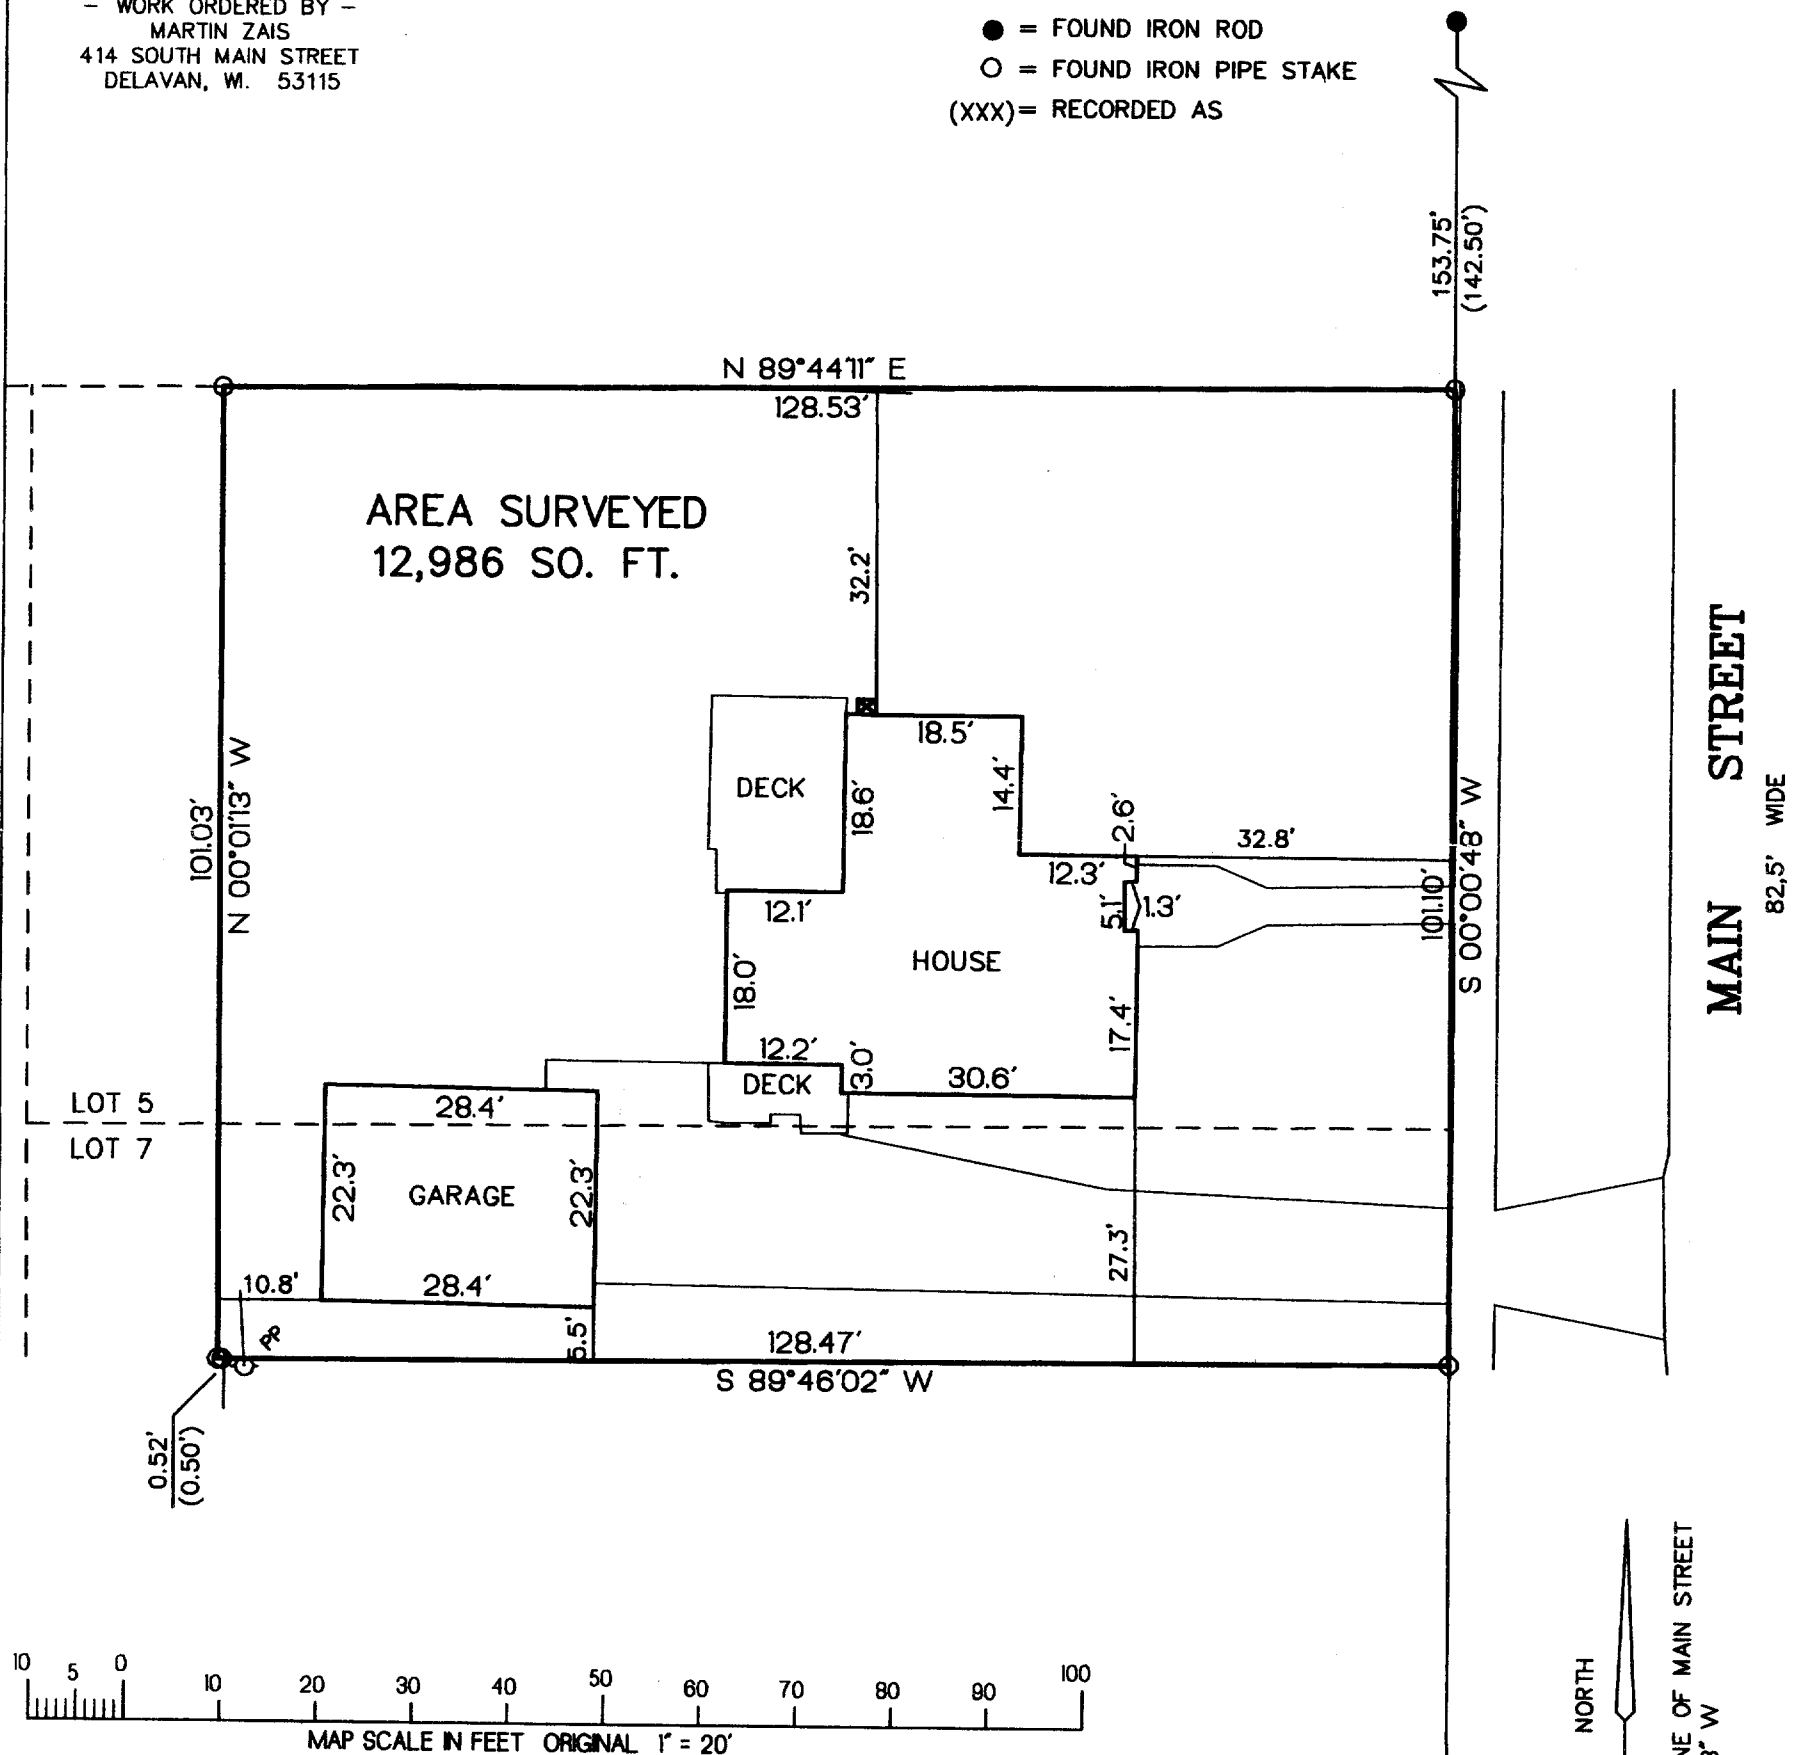 - WORK ORDERED BY -
MARTIN ZAIS
414 SOUTH MAIN STREET
DELAVAN, WI. 53115
= FOUND IRON ROD
= FOUND IRON PIPE STAKE
(XXX)= RECORDED AS
153.75'
(142.50')
N 89°44'11" E
128.53'
AREA SURVEYED
12,986 SO. FT.
32.2'
MAIN STREET
82,5' WIDE
101.03'
N 00°01'13" W
DECK
18.5'
18.6'
14.4'
2.6'
32.8'
12.3'
5.1'
1.3'
101.10'
S 00°00'48" W
12.1'
HOUSE
18.0'
17.4'
12.2'
DECK
3.0'
30.6'
LOT 5
LOT 7
28.4'
22.3'
GARAGE
22.3'
27.3'
10.8'
28.4'
PP
5.5'
128.47'
S 89°46'02" W
0.52'
(0.50')
10 5 0 10 20 30 40 50 60 70 80 90 100
MAP SCALE IN FEET ORIGINAL 1" = 20'
NORTH
OF MAIN STREET
" W